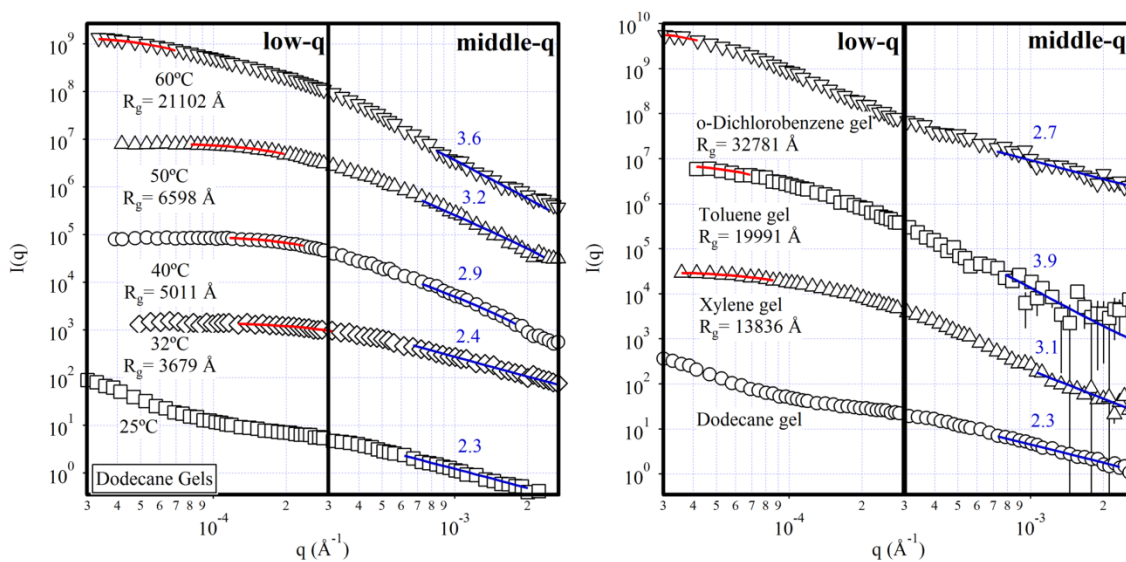 low-q
middle-q
60ºC
Rg= 21102 Å
50ºC
Rg= 6598 Å
40ºC
Rg= 5011 Å
32ºC
Rg= 3679 Å
25ºC
3.6
3.2
2.9
2.4
2.3
Dodecane Gels
I(q)
10⁹
10⁸
10⁷
10⁶
10⁵
10⁴
10³
10²
10¹
10⁰
3 4 5 6 7 8 9 2 3 4 5 6 7 8 9 2
10⁻⁴ 10⁻³
q (Å⁻¹)
low-q
middle-q
o-Dichlorobenzene gel
Rg= 32781 Å
Toluene gel
Rg= 19991 Å
Xylene gel
Rg= 13836 Å
Dodecane gel
2.7
3.9
3.1
2.3
I(q)
10¹⁰
10⁹
10⁸
10⁷
10⁶
10⁵
10⁴
10³
10²
10¹
10⁰
3 4 5 6 7 8 9 2 3 4 5 6 7 8 9 2
10⁻⁴ 10⁻³
q (Å⁻¹)